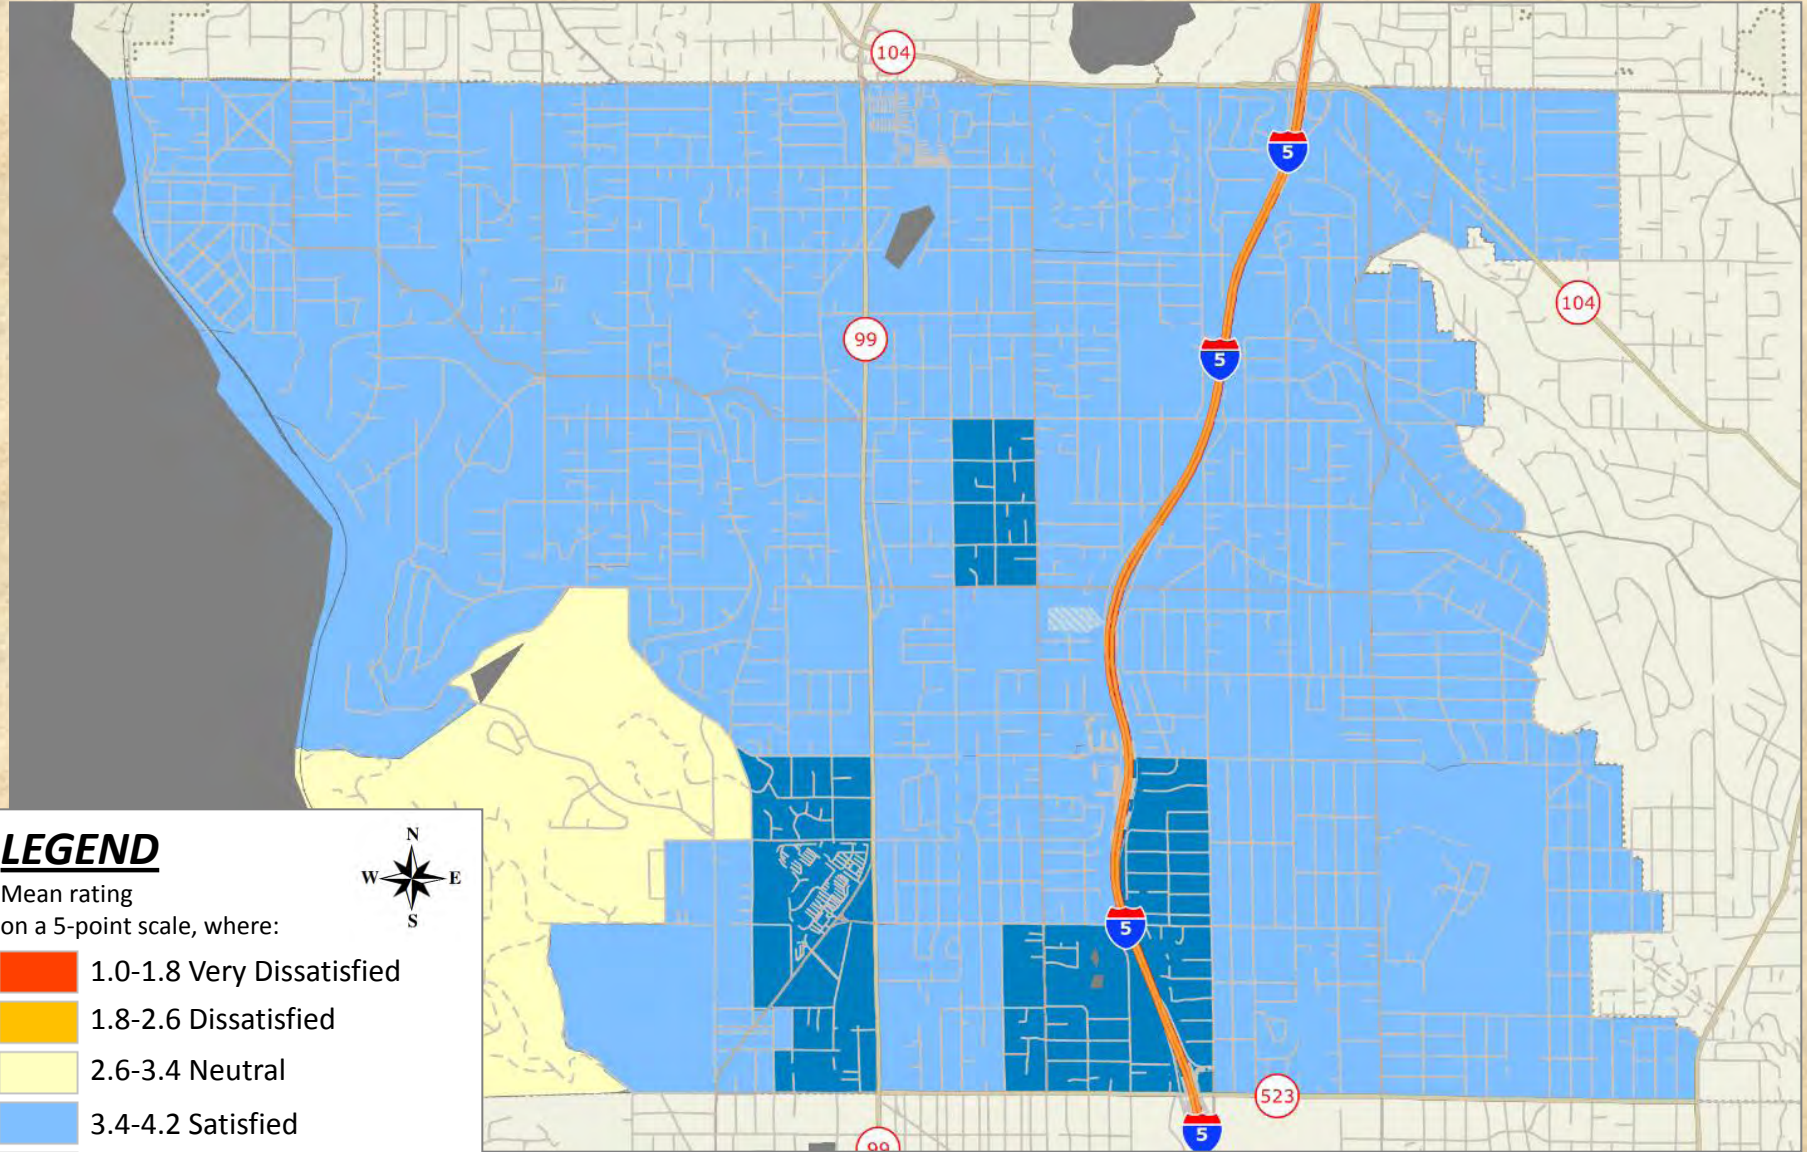 104
5
104
99
5
5
523
5
99
LEGEND
N
W E
S
Mean rating
on a 5-point scale, where:
1.0-1.8 Very Dissatisfied
1.8-2.6 Dissatisfied
2.6-3.4 Neutral
3.4-4.2 Satisfied